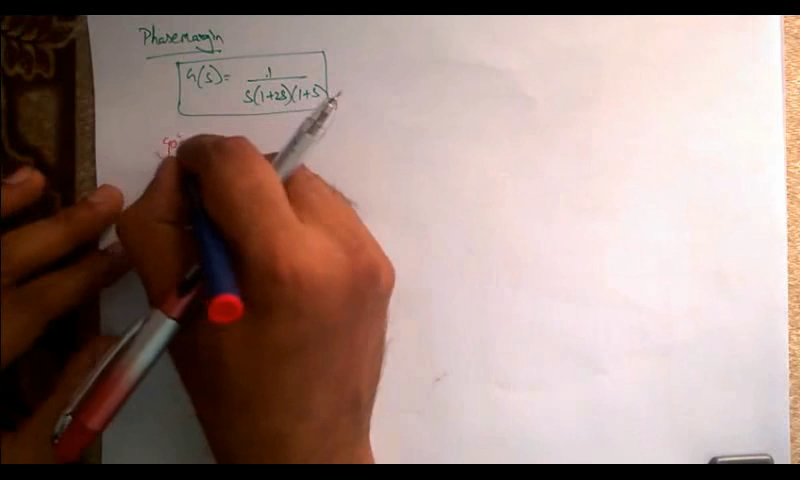 Phasemargin
G(s)= 1
s(1+2s)(1+s)